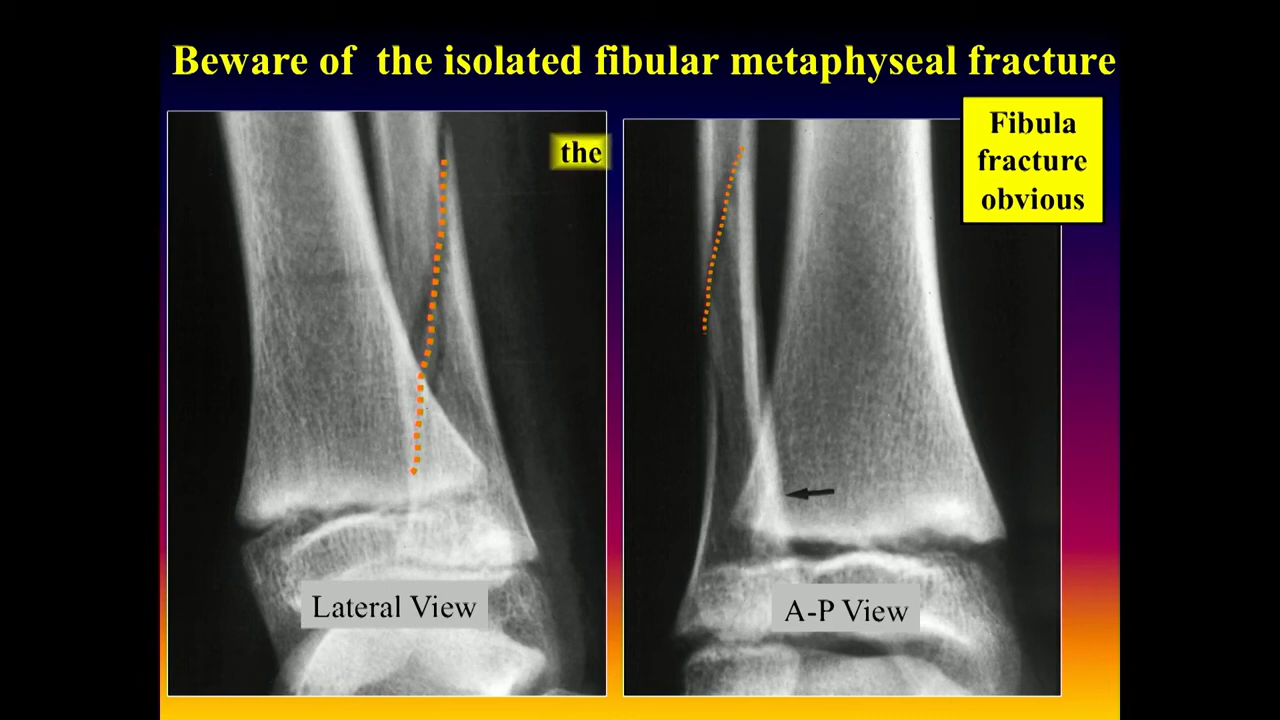 Beware of  the isolated fibular metaphyseal fracture
the
Fibula
fracture
obvious
Lateral View
A-P View